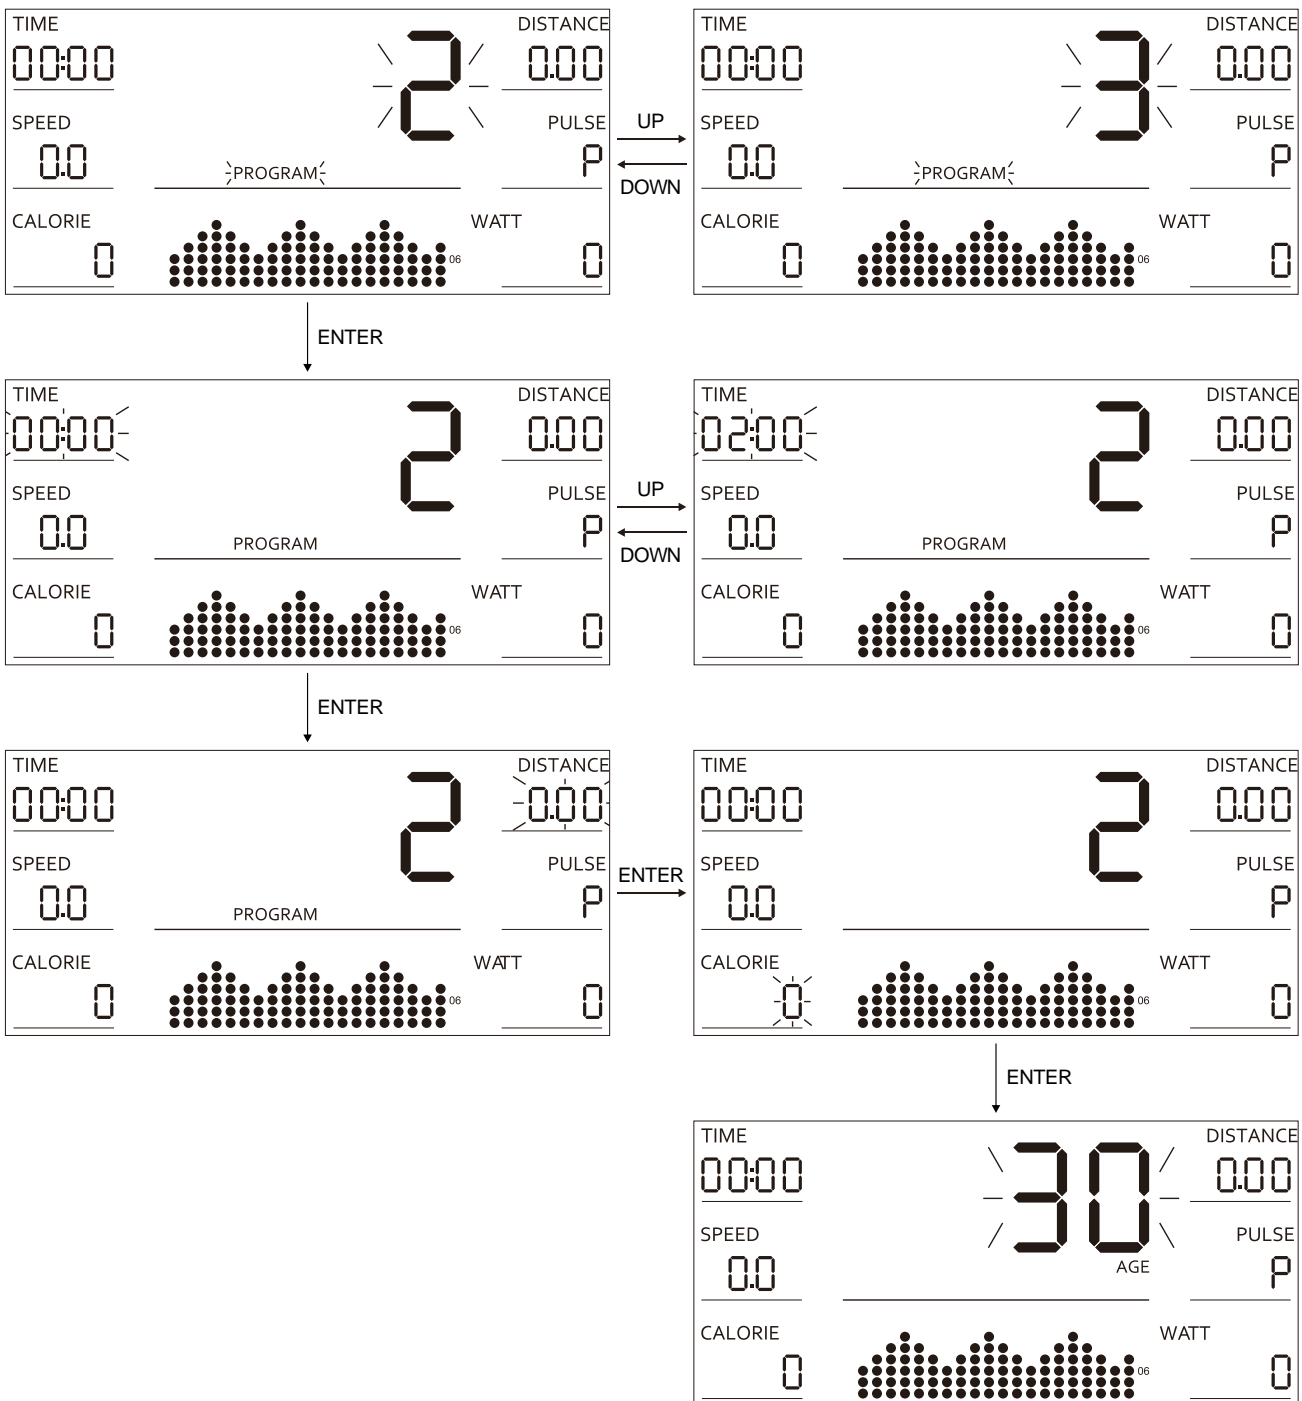 TIME DISTANCE TIME DISTANCE
00:00 2 0.00 00:00 3 0.00
SPEED PULSE UP SPEED PULSE
0.0 P 0.0 P
PROGRAM DOWN PROGRAM
CALORIE WATT CALORIE WATT
0 06 0 0 06 0
ENTER
TIME DISTANCE TIME DISTANCE
00:00 2 0.00 02:00 2 0.00
SPEED PULSE UP SPEED PULSE
0.0 P 0.0 P
PROGRAM DOWN PROGRAM
CALORIE WATT CALORIE WATT
0 06 0 0 06 0
ENTER
TIME DISTANCE TIME DISTANCE
00:00 2 0.00 00:00 2 0.00
SPEED PULSE ENTER SPEED PULSE
0.0 P 0.0 P
PROGRAM
CALORIE WATT CALORIE WATT
0 06 0 0 06 0
ENTER
TIME DISTANCE
00:00 30 0.00
SPEED PULSE
0.0 AGE P
CALORIE WATT
0 06 0